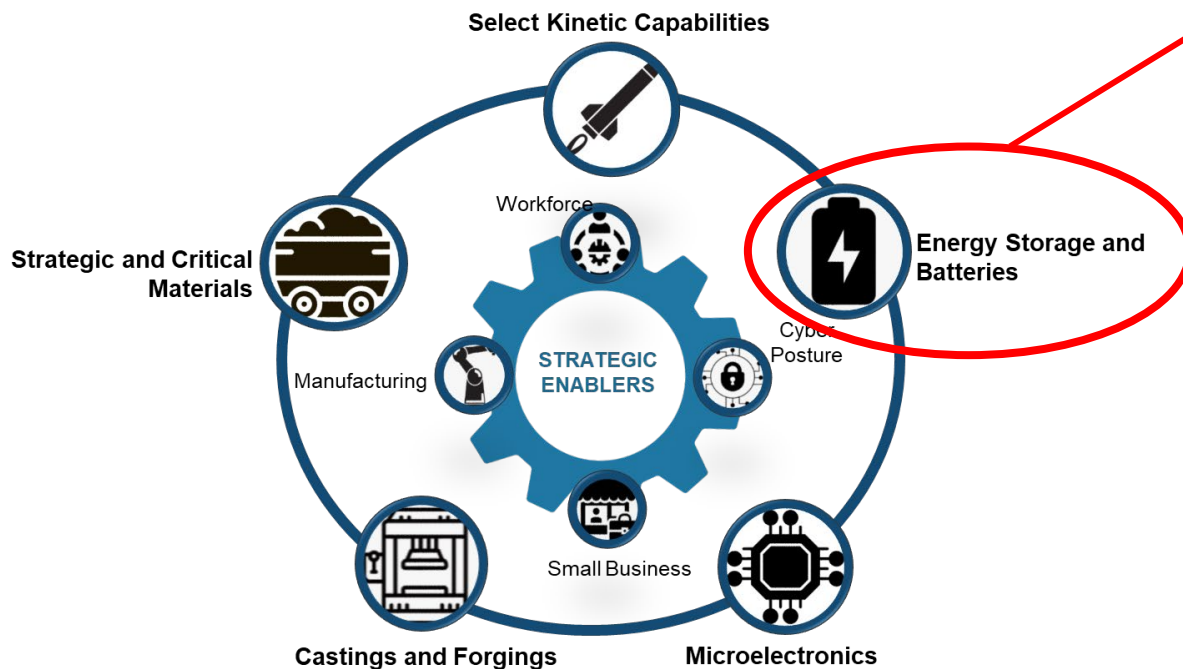 Select Kinetic Capabilities
Workforce
Energy Storage and
Batteries
Strategic and Critical
Materials
Cyber
Posture
Manufacturing
STRATEGIC
ENABLERS
Small Business
Castings and Forgings
Microelectronics